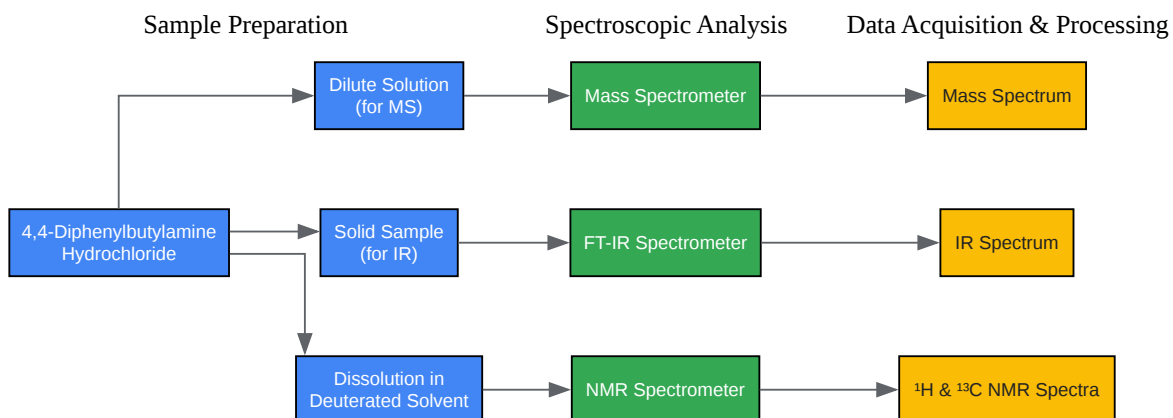 Sample Preparation
Spectroscopic Analysis
Data Acquisition & Processing
Dilute Solution
(for MS)
Mass Spectrometer
Mass Spectrum
4,4-Diphenylbutylamine
Hydrochloride
Solid Sample
(for IR)
FT-IR Spectrometer
IR Spectrum
Dissolution in
Deuterated Solvent
NMR Spectrometer
¹H & ¹³C NMR Spectra